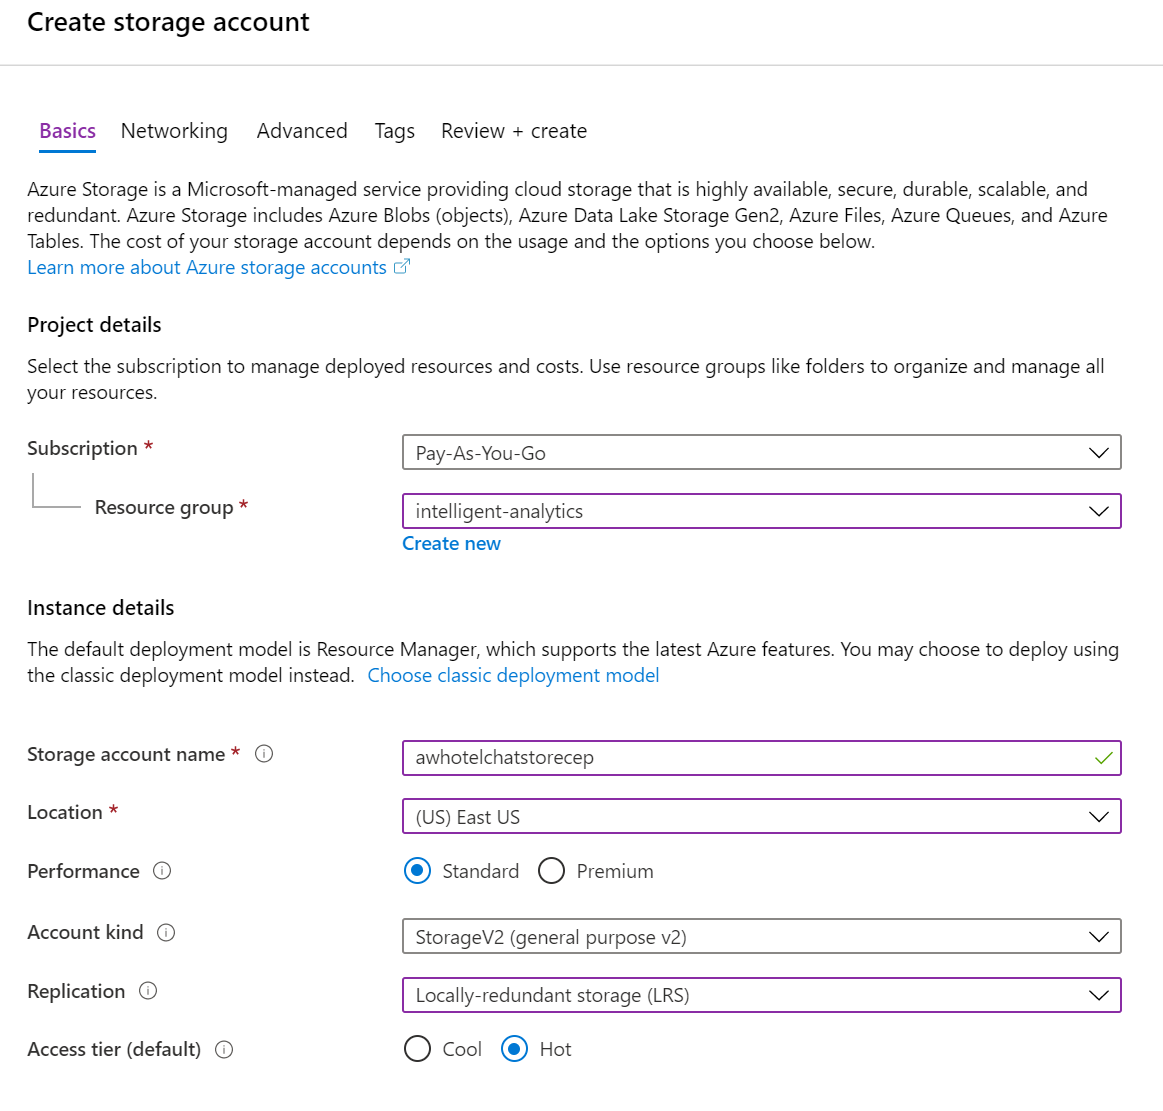 Create storage account
Basics Networking Advanced Tags Review + create
Azure Storage is a Microsoft-managed service providing cloud storage that is highly available, secure, durable, scalable, and
redundant. Azure Storage includes Azure Blobs (objects), Azure Data Lake Storage Gen2, Azure Files, Azure Queues, and Azure
Tables. The cost of your storage account depends on the usage and the options you choose below.
Learn more about Azure storage accounts
Project details
Select the subscription to manage deployed resources and costs. Use resource groups like folders to organize and manage all
your resources.
Subscription * Pay-As-You-Go
Resource group * intelligent-analytics
Create new
Instance details
The default deployment model is Resource Manager, which supports the latest Azure features. You may choose to deploy using
the classic deployment model instead. Choose classic deployment model
Storage account name * awhotelchatstorecep
Location * (US) East US
Performance Standard Premium
Account kind StorageV2 (general purpose v2)
Replication Locally-redundant storage (LRS)
Access tier (default) Cool Hot